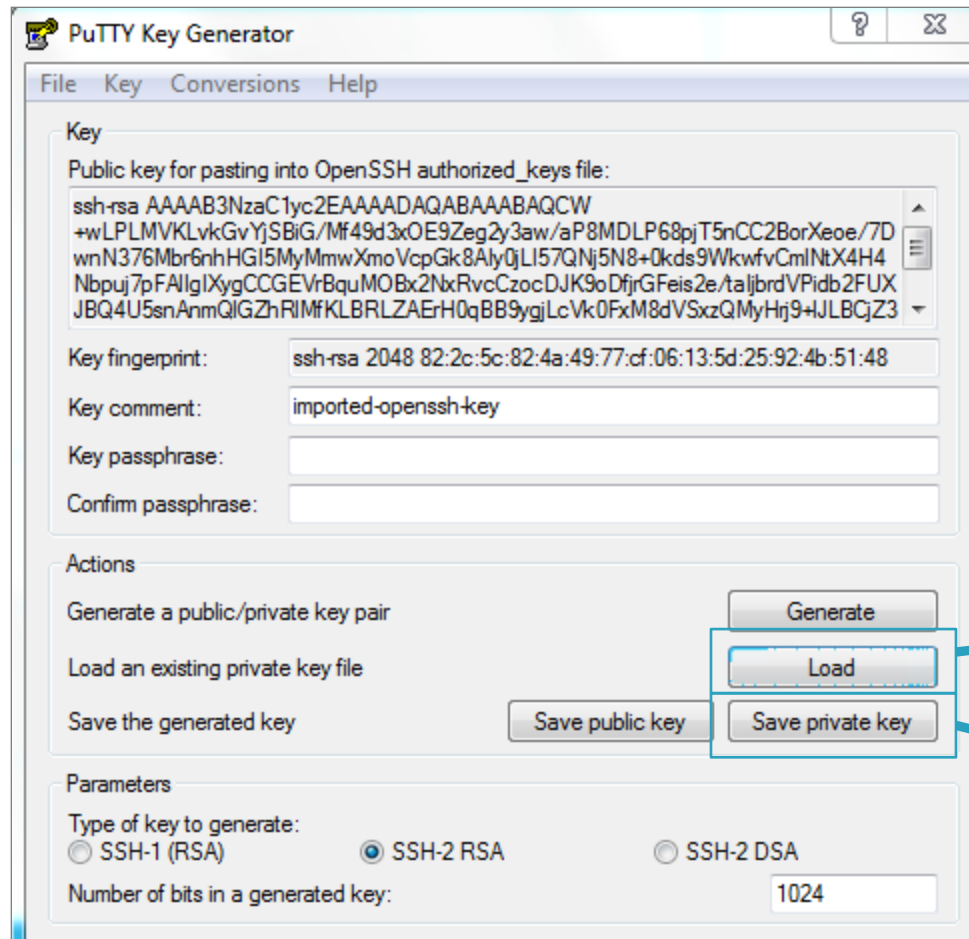 PuTTY Key Generator
File Key Conversions Help
Key
Public key for pasting into OpenSSH authorized_keys file:
ssh-rsa AAAAB3NzaC1yc2EAAAADAQABAAABAQCW
+wLPLMVKLvkGvYjSBiG/Mf49d3xOE9Zeg2y3aw/aP8MDLP68pjT5nCC2BorXeoe/7D
wnN376Mbr6nhHGI5MyMmwXmoVcpGk8Aly0jLI57QNj5N8+0kds9WkwfvCmlNtX4H4
Nbpuj7pFAllgIXygCCGEVrBquMOBx2NxRvcCzocDJK9oDfjrGFeis2e/taljbrdVPidb2FUX
JBQ4U5snAnmQlGZhRlMfKLBRLZAErH0qBB9ygjLcVk0FxM8dVSxzQMyHrj9+IJLBCjZ3
Key fingerprint: ssh-rsa 2048 82:2c:5c:82:4a:49:77:cf:06:13:5d:25:92:4b:51:48
Key comment: imported-openssh-key
Key passphrase:
Confirm passphrase:
Actions
Generate a public/private key pair Generate
Load an existing private key file Load
Save the generated key Save public key Save private key
Parameters
Type of key to generate:
SSH-1 (RSA) SSH-2 RSA SSH-2 DSA
Number of bits in a generated key: 1024